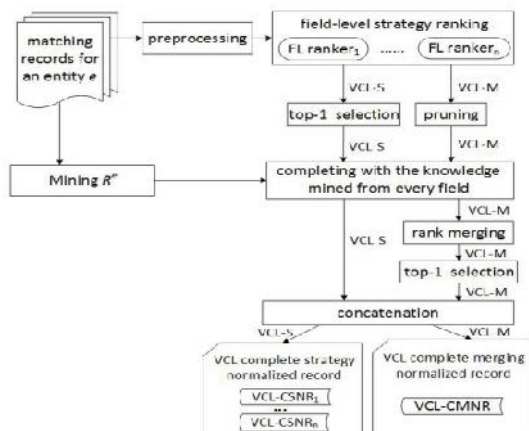 matching
records for
an entity e
preprocessing
field-level strategy ranking
FL ranker1 ...... FL rankern
VCL-S VCL-M
top-1 selection pruning
VCL S VCL-M
Mining
completing with the knowledge
mined from every field
VCL-M
rank merging
VCL S
VCL-M
top-1 selection
VCL-M
concatenation
VCL-S VCL M
VCL complete strategy
normalized record
VCL-CSNR1
...
VCL-CSNRn
VCL complete merging
normalized record
VCL-CMNR